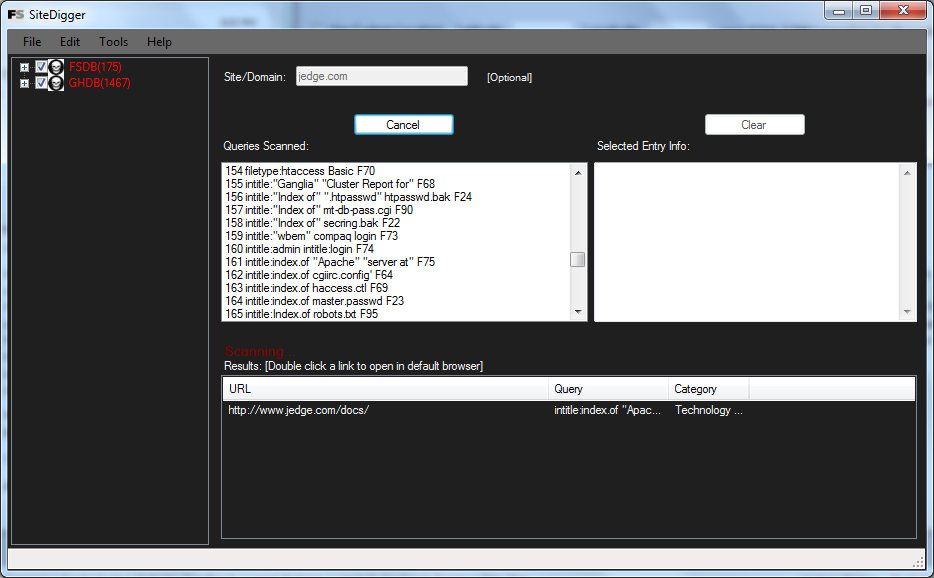 FS SiteDigger
File Edit Tools Help
FSDB(175)
GHDB(1467)
Site/Domain: jedge.com [Optional]
Cancel Clear
Queries Scanned: Selected Entry Info:
154 filetype:htaccess Basic F70
155 intitle:"Ganglia" "Cluster Report for" F68
156 intitle:"Index of" ".htpasswd" htpasswd.bak F24
157 intitle:"Index of" mt-db-pass.cgi F90
158 intitle:"Index of" secring.bak F22
159 intitle:"wbem" compaq login F73
160 intitle:admin intitle:login F74
161 intitle:index.of "Apache" "server at" F75
162 intitle:index.of cgiirc.config' F64
163 intitle:index.of haccess.ctl F69
164 intitle:index.of master.passwd F23
165 intitle:Index.of robots.txt F95
Scanning
Results: [Double click a link to open in default browser]
URL Query Category
http://www.jedge.com/docs/ intitle:index.of "Apac... Technology ...